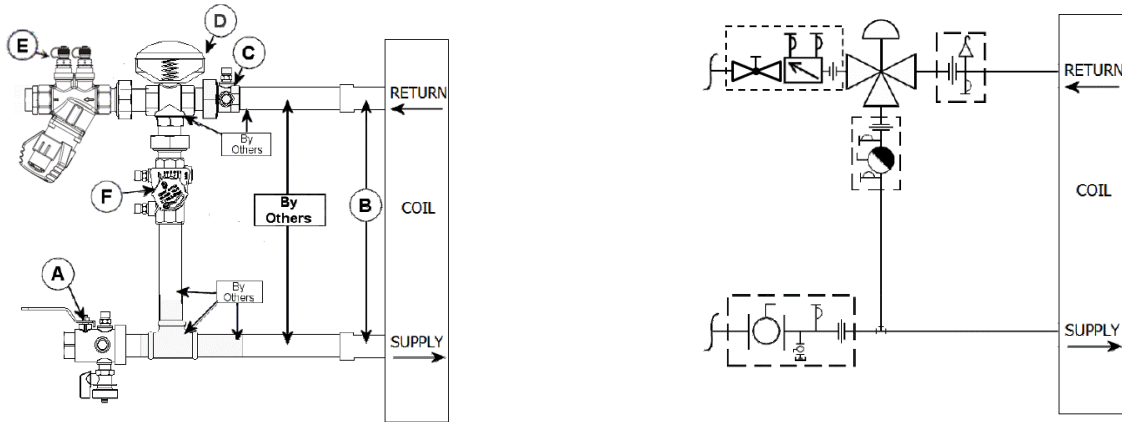 D
E
C
RETURN
By
Others
F
By
Others
B
COIL
A
By
Others
SUPPLY
RETURN
COIL
SUPPLY